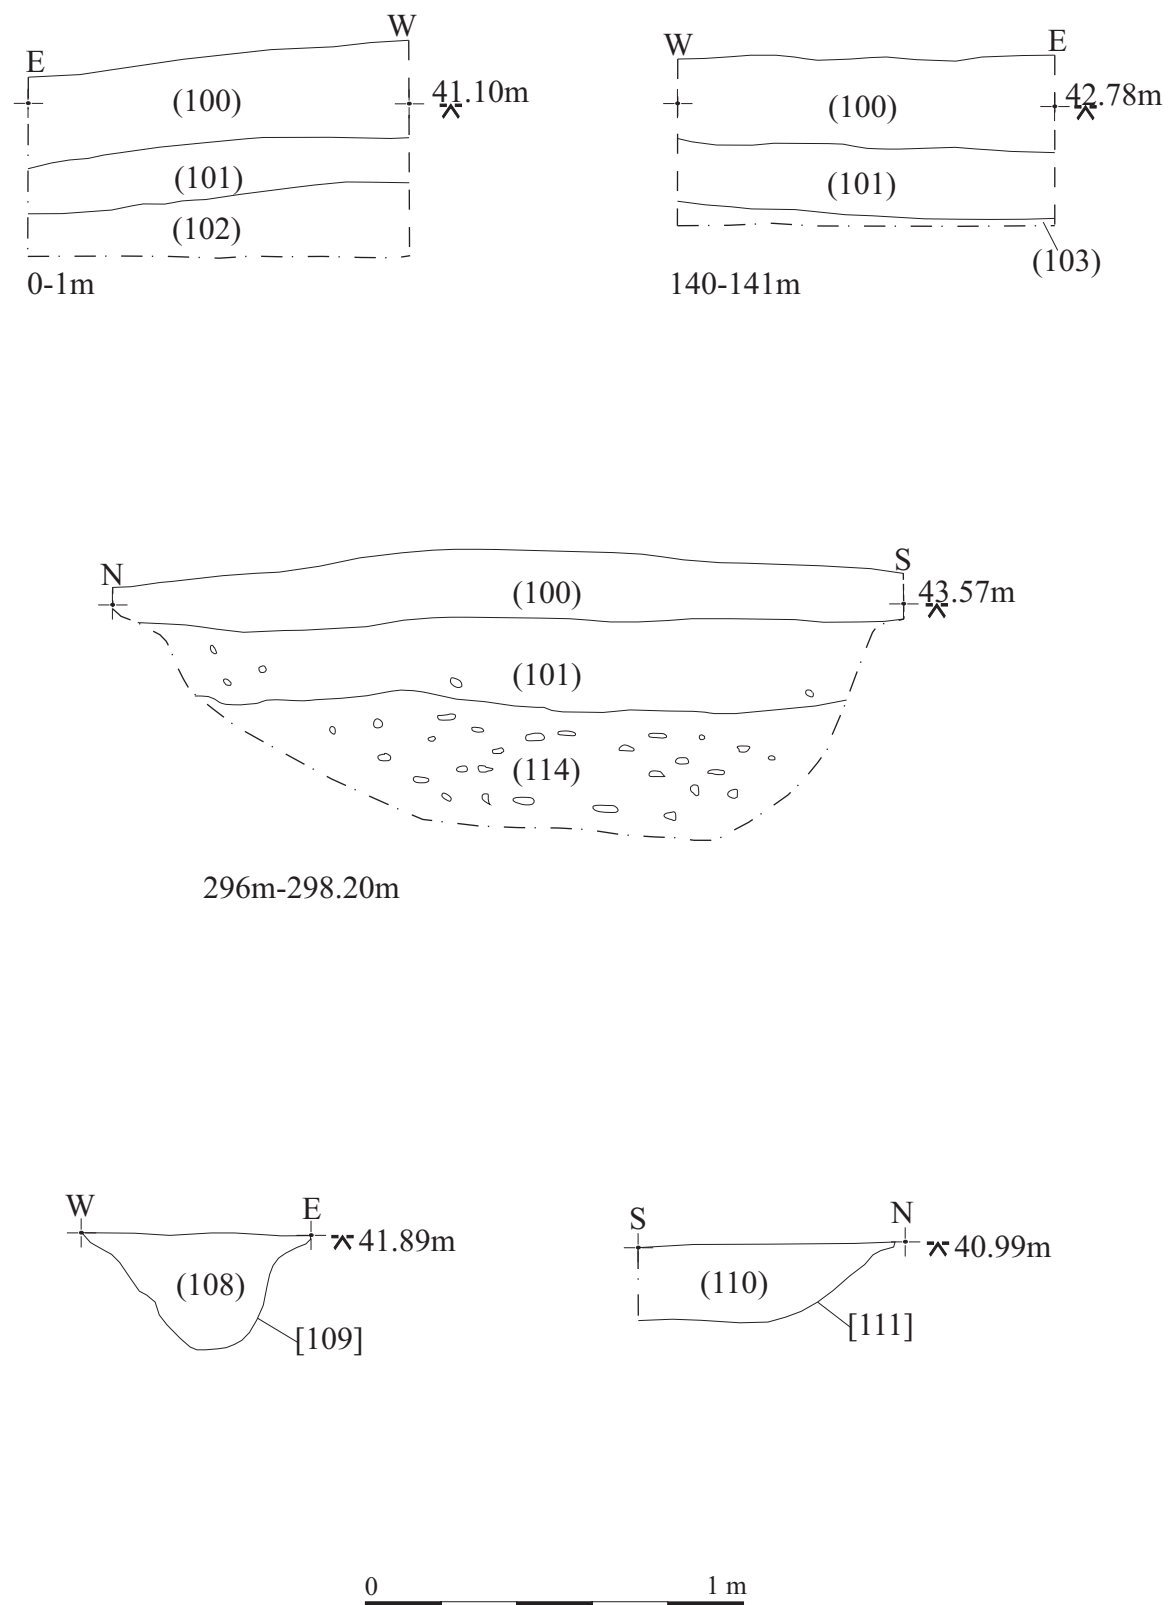 E
W
(100)
41.10m
(101)
(102)
0-1m
W
E
(100)
42.78m
(101)
(103)
140-141m
N
S
(100)
43.57m
(101)
(114)
296m-298.20m
W
E
41.89m
(108)
[109]
S
N
40.99m
(110)
[111]
0 1 m